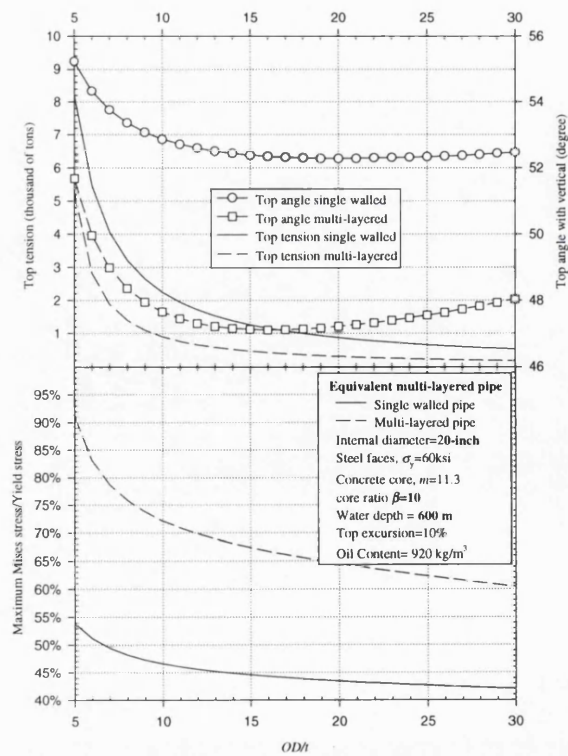 5 10 15 20 25 30
10
9
8
7
6
5
4
3
2
1
Top tension (thousand of tons)
56
54
52
50
48
46
Top angle with vertical (degree)
Top angle single walled
Top angle multi-layered
Top tension single walled
Top tension multi-layered
95%
90%
85%
80%
75%
70%
65%
60%
55%
50%
45%
40%
Maximum Mises stress/Yield stress
Equivalent multi-layered pipe
Single walled pipe
Multi-layered pipe
Internal diameter=20-inch
Steel faces, σy=60ksi
Concrete core, m=11.3
core ratio β=10
Water depth = 600 m
Top excursion=10%
Oil Content= 920 kg/m³
5 10 15 20 25 30
OD/t